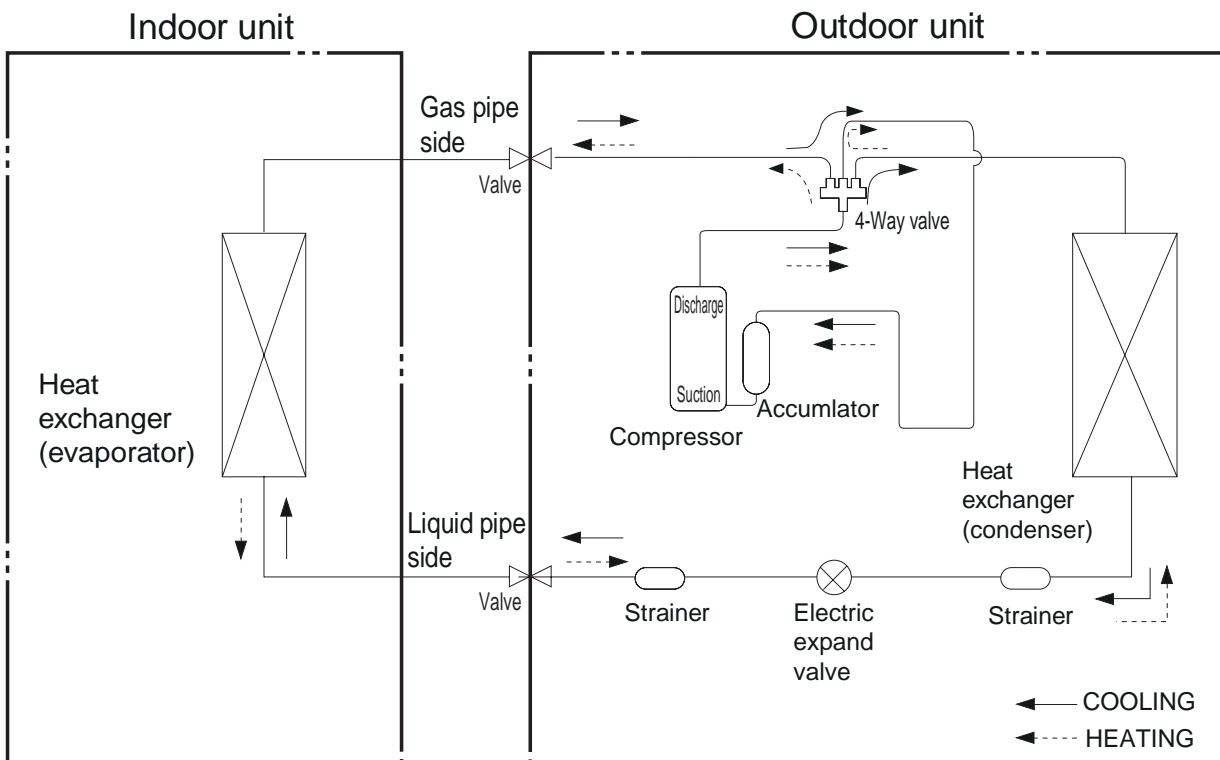 Indoor unit
Outdoor unit
Gas pipe
side
Valve
4-Way valve
Discharge
Suction
Compressor
Accumlator
Heat
exchanger
(evaporator)
Heat
exchanger
(condenser)
Liquid pipe
side
Valve
Strainer
Electric
expand
valve
Strainer
COOLING
HEATING